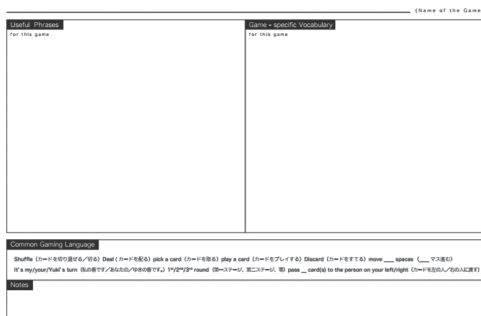 (Name of the Game
Useful Phrases
for this game
Game-specific Vocabulary
for this game
Common Gaming Language
Shuffle (カードを切り混ぜる/切る) Deal (カードを配る) pick a card (カードを取る) play a card (カードをプレイする) Discard (カードをすてる) move ___ spaces (___ マス進む)
It's my/your/Yuki's turn (私の番です/あなたの/ゆきの番です。) 1st/2nd/3rd round (第一ステージ、第二ステージ、等) pass __ card(s) to the person on your left/right (カードを左の人/右の人に渡す)
Notes